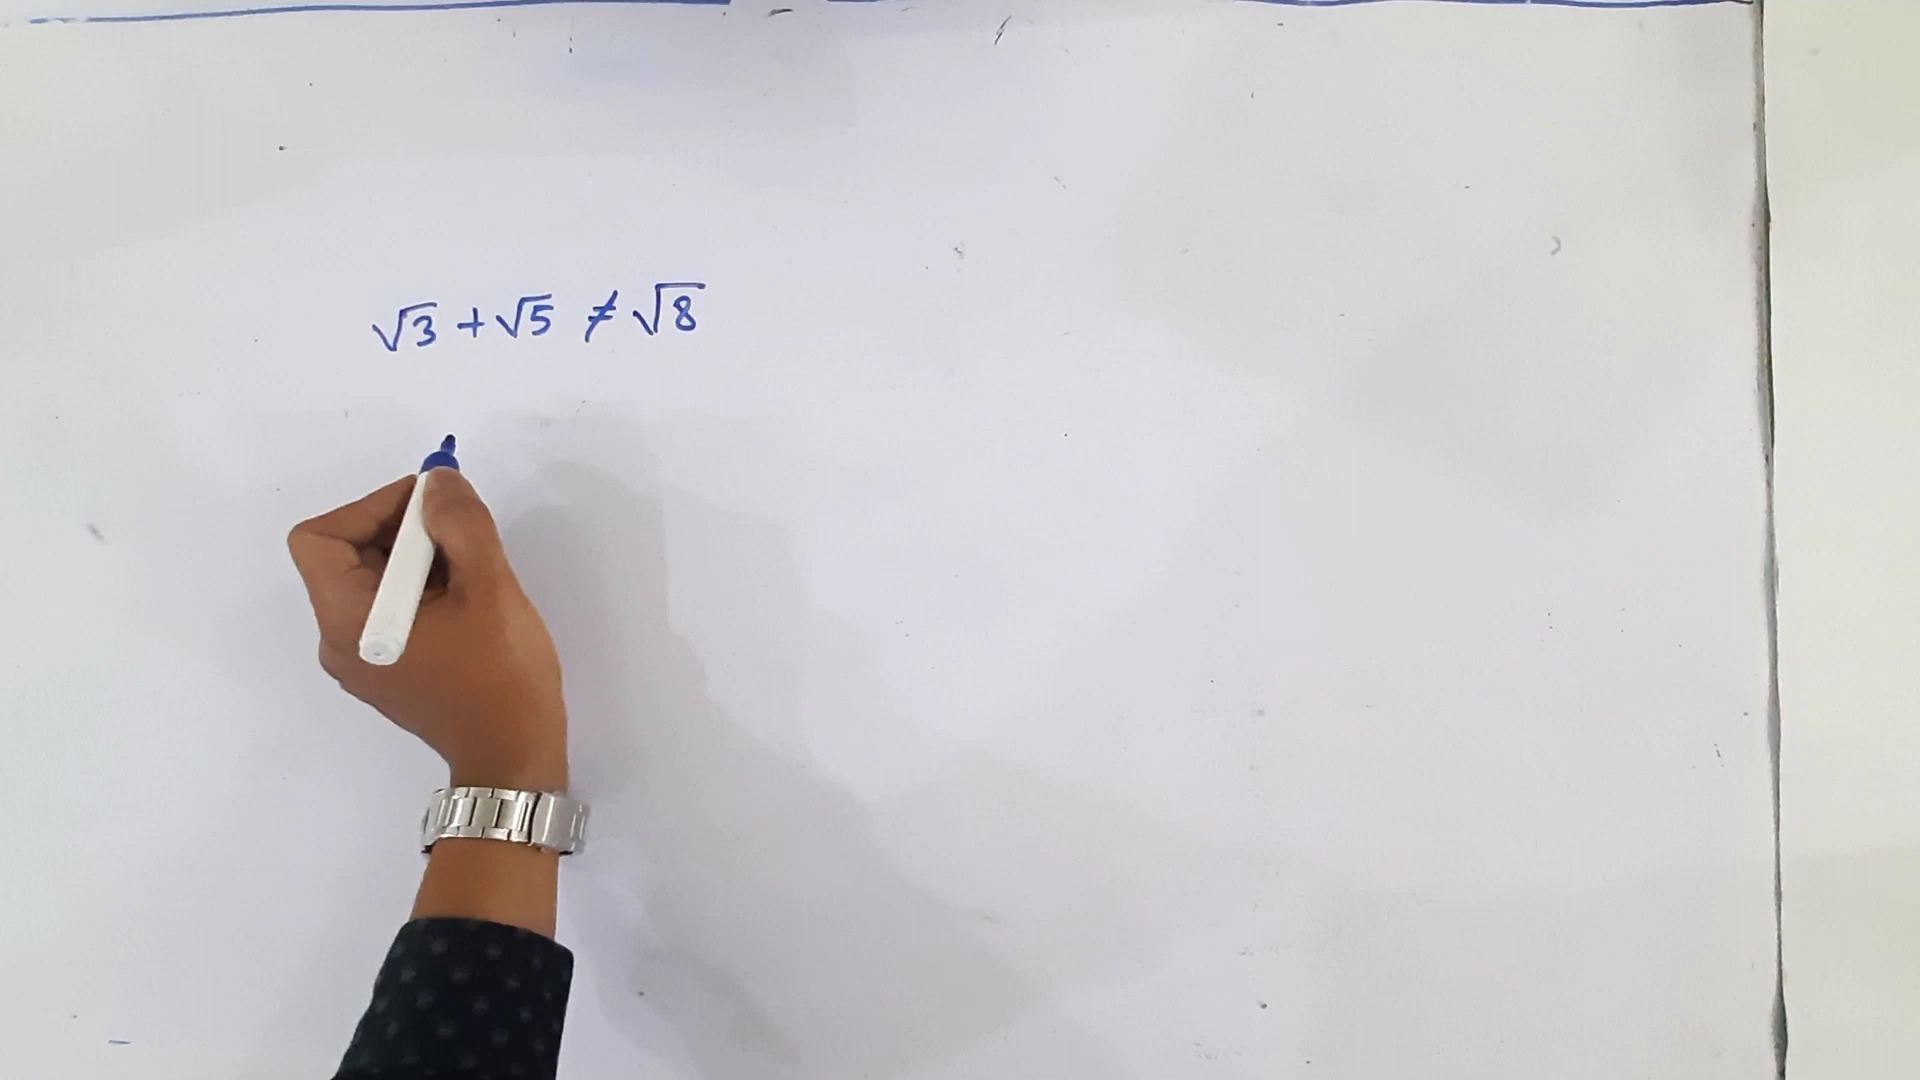 √3 + √5 ≠ √8